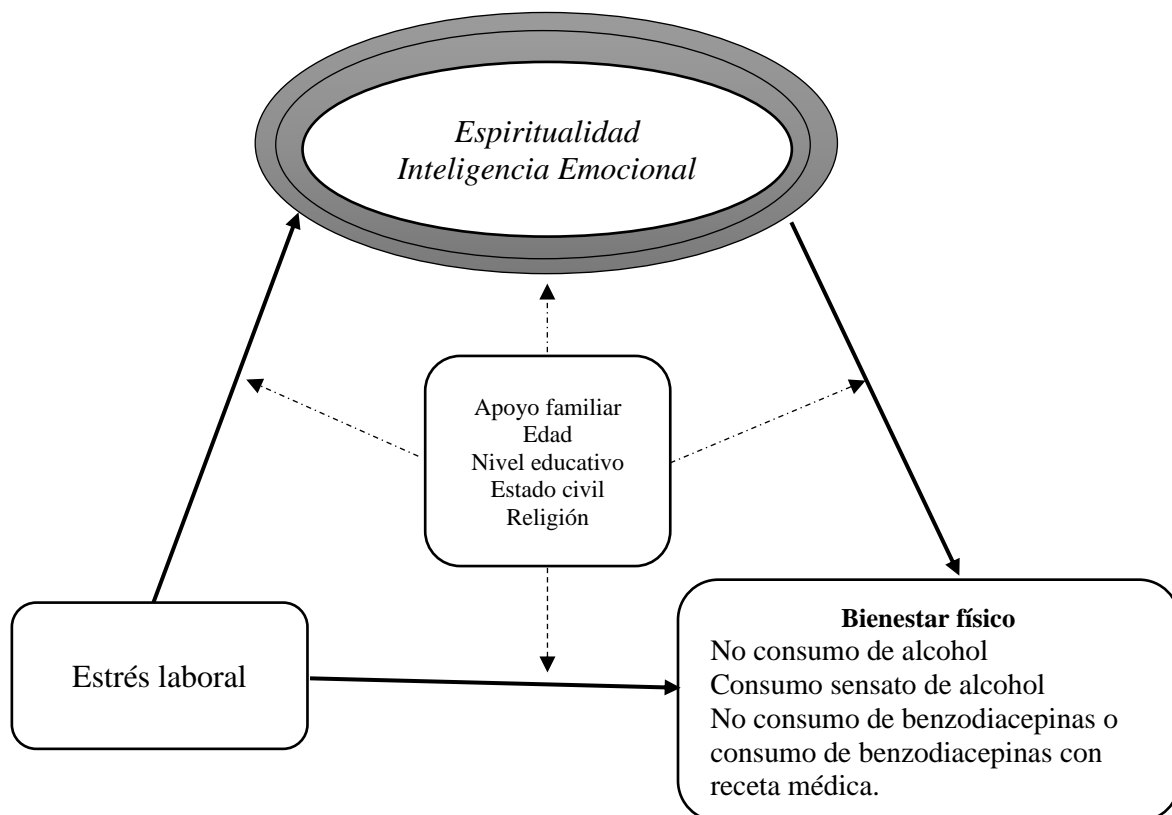 Espiritualidad
Inteligencia Emocional
Apoyo familiar
Edad
Nivel educativo
Estado civil
Religión
Estrés laboral
Bienestar físico
No consumo de alcohol
Consumo sensato de alcohol
No consumo de benzodiacepinas o
consumo de benzodiacepinas con
receta médica.